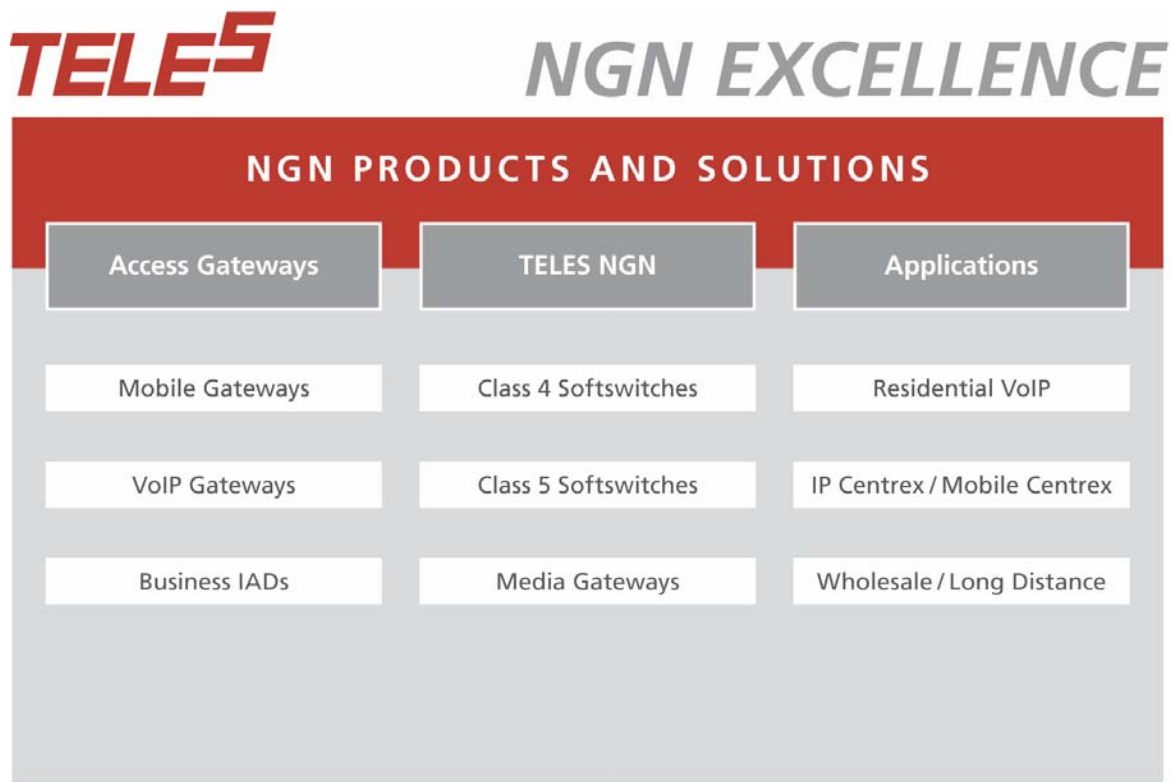 TELES
NGN EXCELLENCE
NGN PRODUCTS AND SOLUTIONS
Access Gateways
TELES NGN
Applications
Mobile Gateways
Class 4 Softswitches
Residential VoIP
VoIP Gateways
Class 5 Softswitches
IP Centrex / Mobile Centrex
Business IADs
Media Gateways
Wholesale / Long Distance